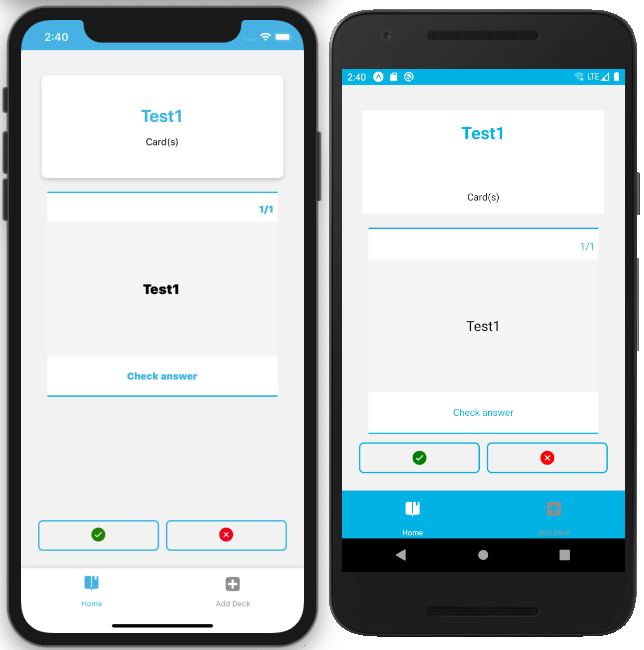 2:40
Test1
Card(s)
1/1
Test1
Check answer
Home
Add Deck
2:40
LTE
Test1
Card(s)
1/1
Test1
Check answer
Home
Add Deck